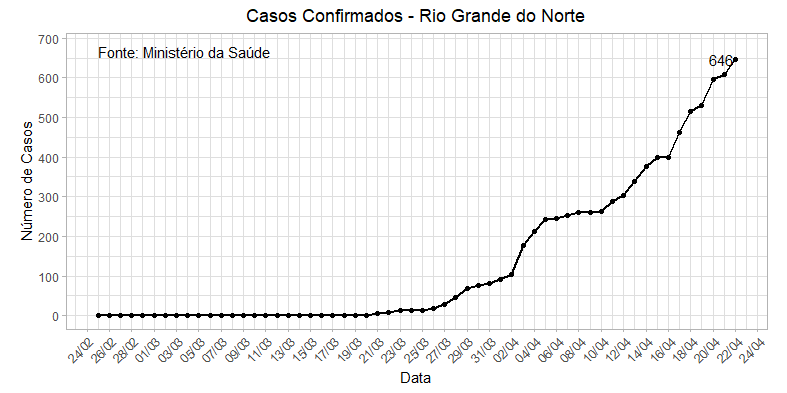 Casos Confirmados - Rio Grande do Norte
Fonte: Ministério da Saúde
646
Número de Casos
700
600
500
400
300
200
100
0
24/02 26/02 28/02 01/03 03/03 05/03 07/03 09/03 11/03 13/03 15/03 17/03 19/03 21/03 23/03 25/03 27/03 29/03 31/03 02/04 04/04 06/04 08/04 10/04 12/04 14/04 16/04 18/04 20/04 22/04 24/04
Data